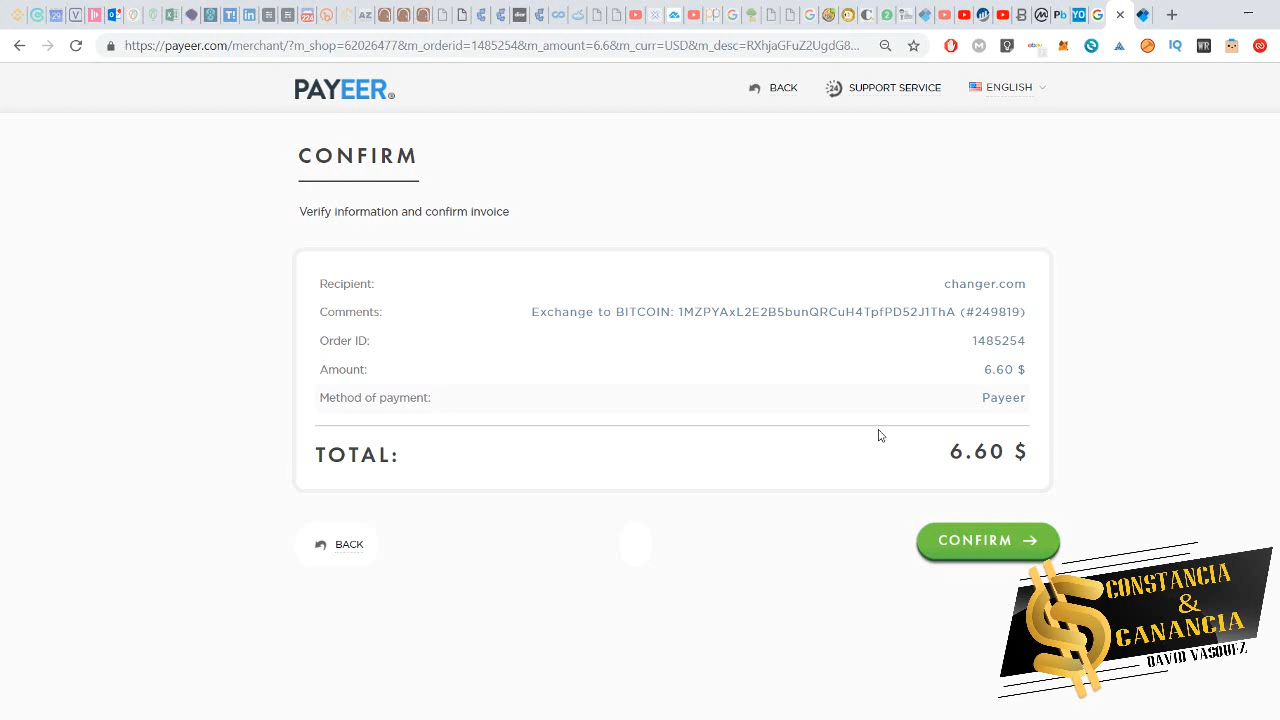 https://payeer.com/merchant/?m_shop=62026477&m_orderid=1485254&m_amount=6.6&m_curr=USD&m_desc=RXhjaGFuZ2UgdG8...
PAYEER
BACK
24 SUPPORT SERVICE
ENGLISH
CONFIRM
Verify information and confirm invoice
Recipient: changer.com
Comments: Exchange to BITCOIN: 1MZPYAxL2E2B5bunQRCuH4TpfPD52J1ThA (#249819)
Order ID: 1485254
Amount: 6.60 $
Method of payment: Payeer
TOTAL: 6.60 $
BACK
CONFIRM →
CONSTANCIA
&
GANANCIA
DAVID VASQUEZ